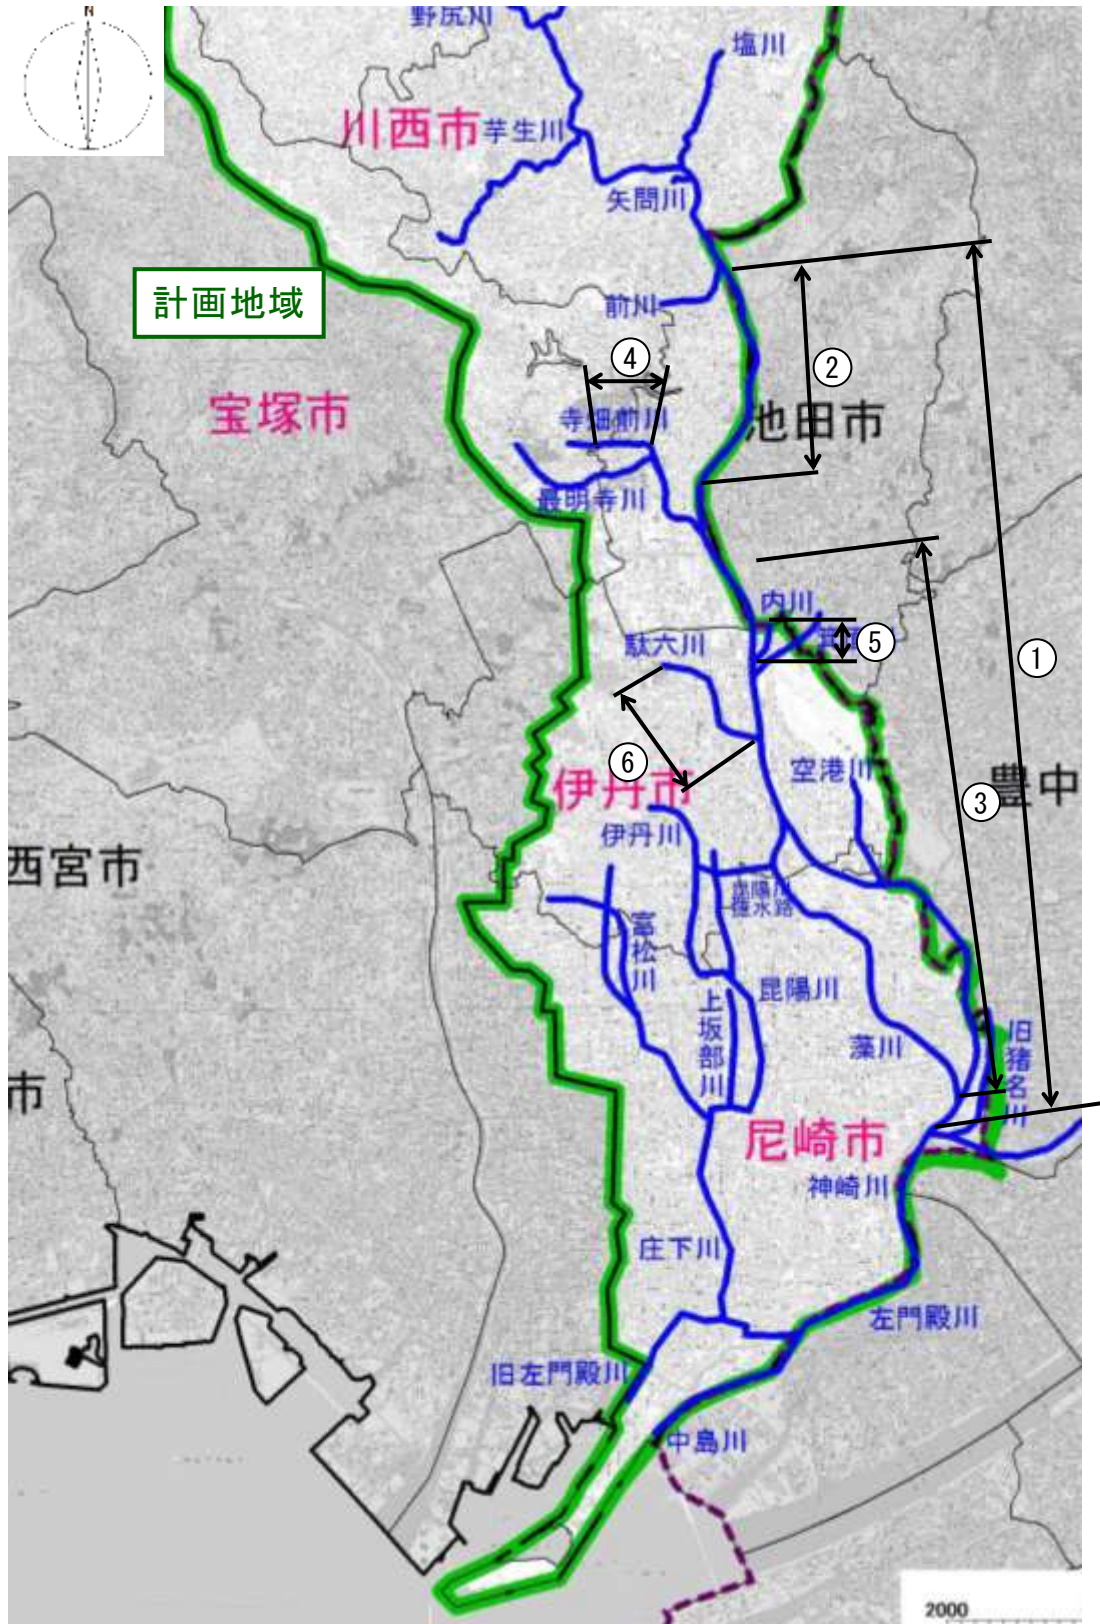 N
野尻川
塩川
川西市
芋生川
矢問川
計画地域
前川
④
②
宝塚市
寺畑前川
池田市
最明寺川
内川
駄六川
⑤
①
⑥
空港川
伊丹市
③
豊中
伊丹川
西宮市
昆陽川
富松川
昆陽川
上坂部川
旧猪名川
藻川
市
尼崎市
神崎川
庄下川
左門殿川
旧左門殿川
中島川
2000